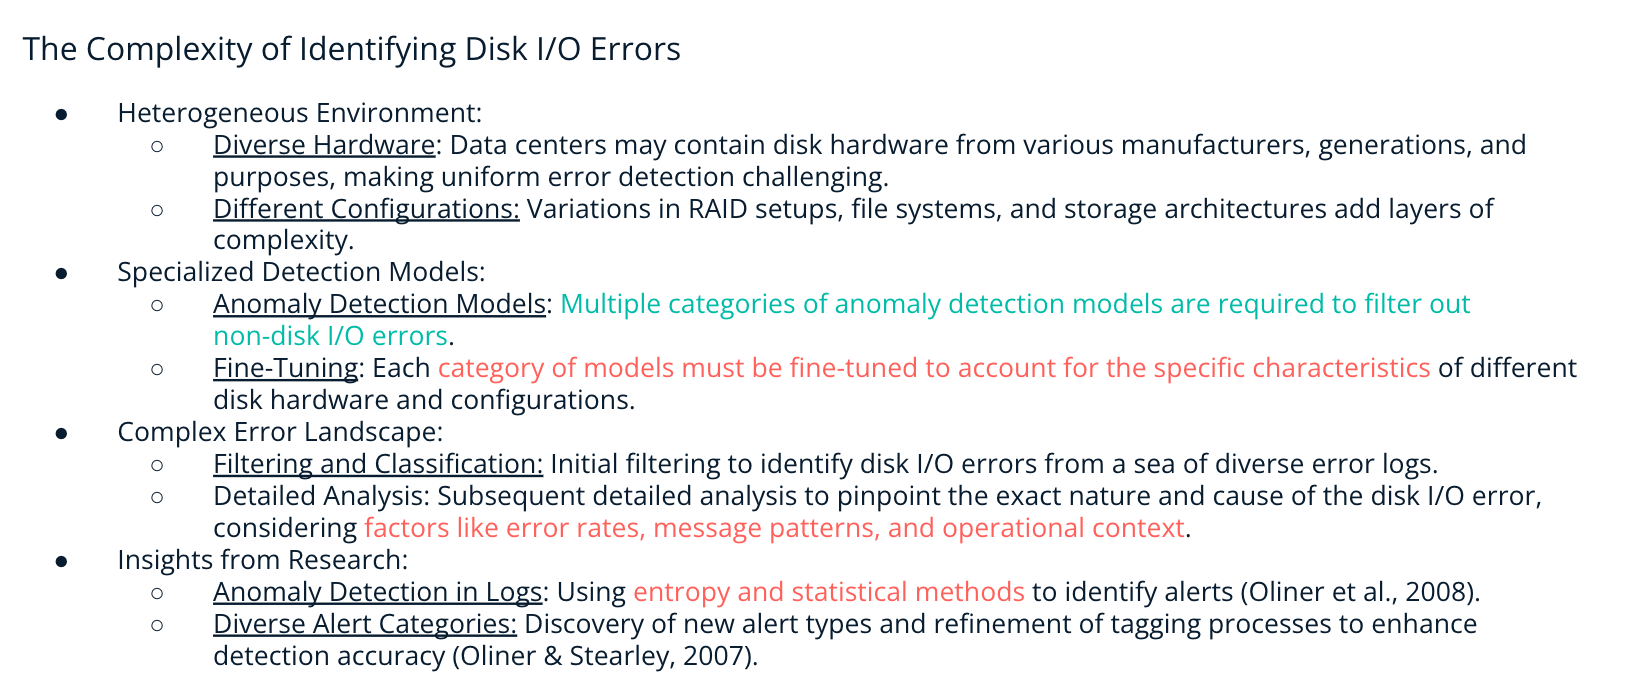 The Complexity of Identifying Disk I/O Errors
● Heterogeneous Environment:
○ Diverse Hardware: Data centers may contain disk hardware from various manufacturers, generations, and
purposes, making uniform error detection challenging.
○ Different Configurations: Variations in RAID setups, file systems, and storage architectures add layers of
complexity.
● Specialized Detection Models:
○ Anomaly Detection Models: Multiple categories of anomaly detection models are required to filter out
non-disk I/O errors.
○ Fine-Tuning: Each category of models must be fine-tuned to account for the specific characteristics of different
disk hardware and configurations.
● Complex Error Landscape:
○ Filtering and Classification: Initial filtering to identify disk I/O errors from a sea of diverse error logs.
○ Detailed Analysis: Subsequent detailed analysis to pinpoint the exact nature and cause of the disk I/O error,
considering factors like error rates, message patterns, and operational context.
● Insights from Research:
○ Anomaly Detection in Logs: Using entropy and statistical methods to identify alerts (Oliner et al., 2008).
○ Diverse Alert Categories: Discovery of new alert types and refinement of tagging processes to enhance
detection accuracy (Oliner & Stearley, 2007).